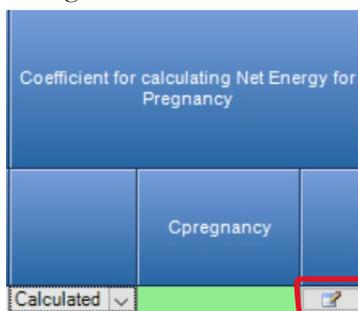 Coefficient for calculating Net Energy for
Pregnancy
Cpregnancy
Calculated